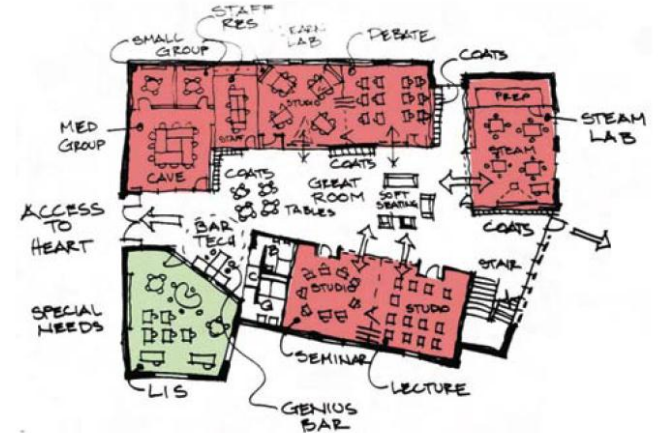 STAFF
RES
SMALL
GROUP
LEARN
LAB
DEBATE
COATS
PREP
STEAM
LAB
STUDIO
MED
GROUP
STAFF
STEAM
CAVE
COATS
COATS
GREAT
ROOM
SOFT
SEATING
TABLES
COATS
ACCESS
TO
HEART
BAR
TECH
STAIR
STUDIO
STUDO
SPECIAL
NEEDS
SEMINAR
LIS
LECTURE
GENIUS
BAR